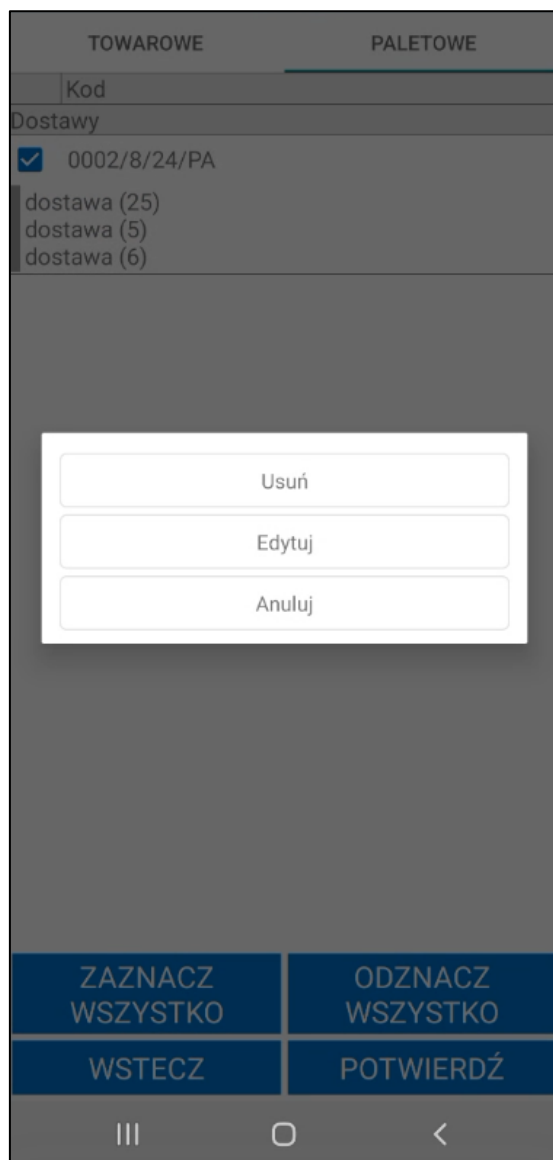 TOWAROWE PALETOWE
Kod
Dostawy
0002/8/24/PA
dostawa (25)
dostawa (5)
dostawa (6)
Usuń
Edytuj
Anuluj
ZAZNACZ
WSZYSTKO
ODZNACZ
WSZYSTKO
WSTECZ
POTWIERDŹ